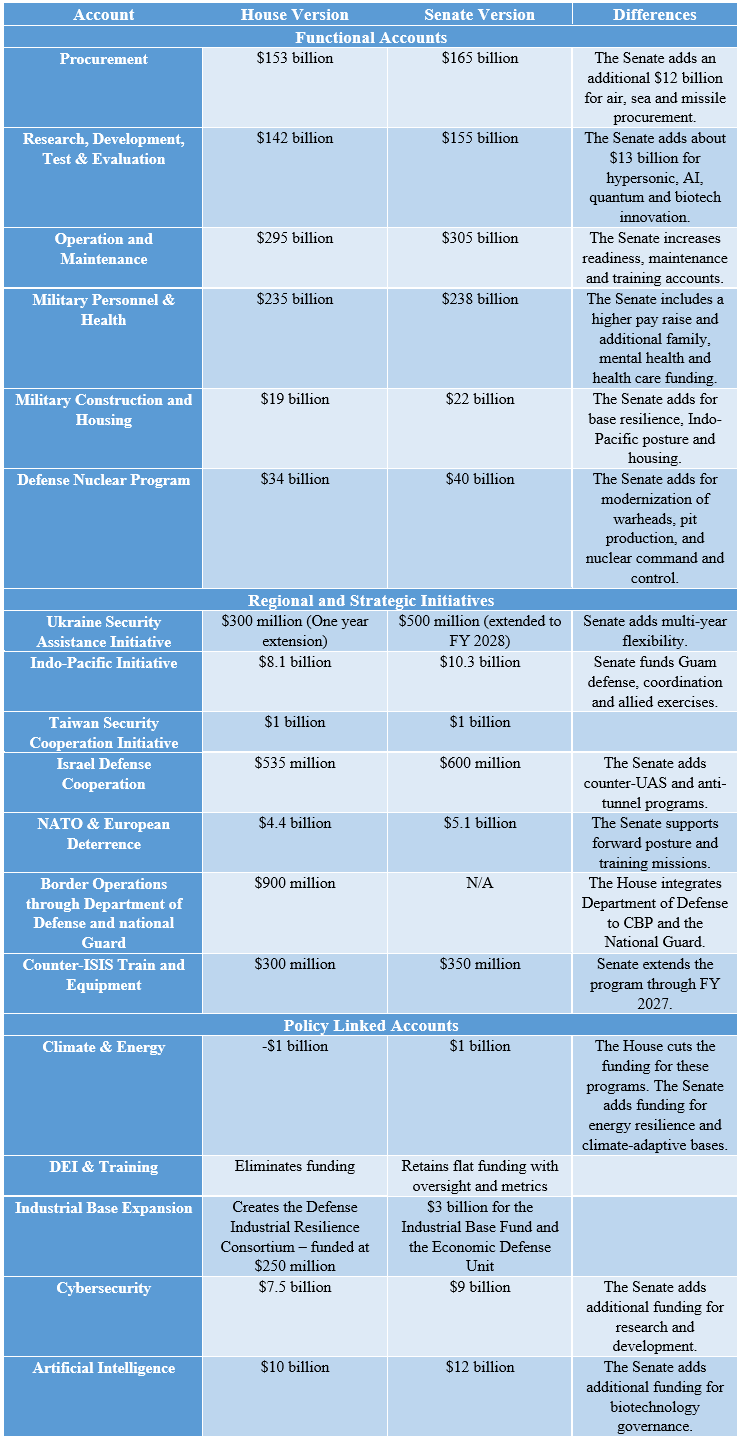 Account House Version Senate Version Differences
Functional Accounts
Procurement $153 billion $165 billion The Senate adds an
additional $12 billion
for air, sea and missile
procurement.
Research, Development, $142 billion $155 billion The Senate adds about
Test & Evaluation $13 billion for
hypersonic, AI,
quantum and biotech
innovation.
Operation and $295 billion $305 billion The Senate increases
Maintenance readiness, maintenance
and training accounts.
Military Personnel & $235 billion $238 billion The Senate includes a
Health higher pay raise and
additional family,
mental health and
health care funding.
Military Construction and $19 billion $22 billion The Senate adds for
Housing base resilience, Indo-
Pacific posture and
housing.
Defense Nuclear Program $34 billion $40 billion The Senate adds for
modernization of
warheads, pit
production, and
nuclear command and
control.
Regional and Strategic Initiatives
Ukraine Security $300 million (One year $500 million (extended to Senate adds multi-year
Assistance Initiative extension) FY 2028) flexibility.
Indo-Pacific Initiative $8.1 billion $10.3 billion Senate funds Guam
defense, coordination
and allied exercises.
Taiwan Security $1 billion $1 billion
Cooperation Initiative
Israel Defense $535 million $600 million The Senate adds
Cooperation counter-UAS and anti-
tunnel programs.
NATO & European $4.4 billion $5.1 billion The Senate supports
Deterrence forward posture and
training missions.
Border Operations $900 million N/A The House integrates
through Department of Department of Defense
Defense and national to CBP and the
Guard National Guard.
Counter-ISIS Train and $300 million $350 million Senate extends the
Equipment program through FY
2027.
Policy Linked Accounts
Climate & Energy -$1 billion $1 billion The House cuts the
funding for these
programs. The Senate
adds funding for
energy resilience and
climate-adaptive bases.
DEI & Training Eliminates funding Retains flat funding with
oversight and metrics
Industrial Base Expansion Creates the Defense $3 billion for the
Industrial Resilience Industrial Base Fund and
Consortium – funded at the Economic Defense
$250 million Unit
Cybersecurity $7.5 billion $9 billion The Senate adds
additional funding for
research and
development.
Artificial Intelligence $10 billion $12 billion The Senate adds
additional funding for
biotechnology
governance.